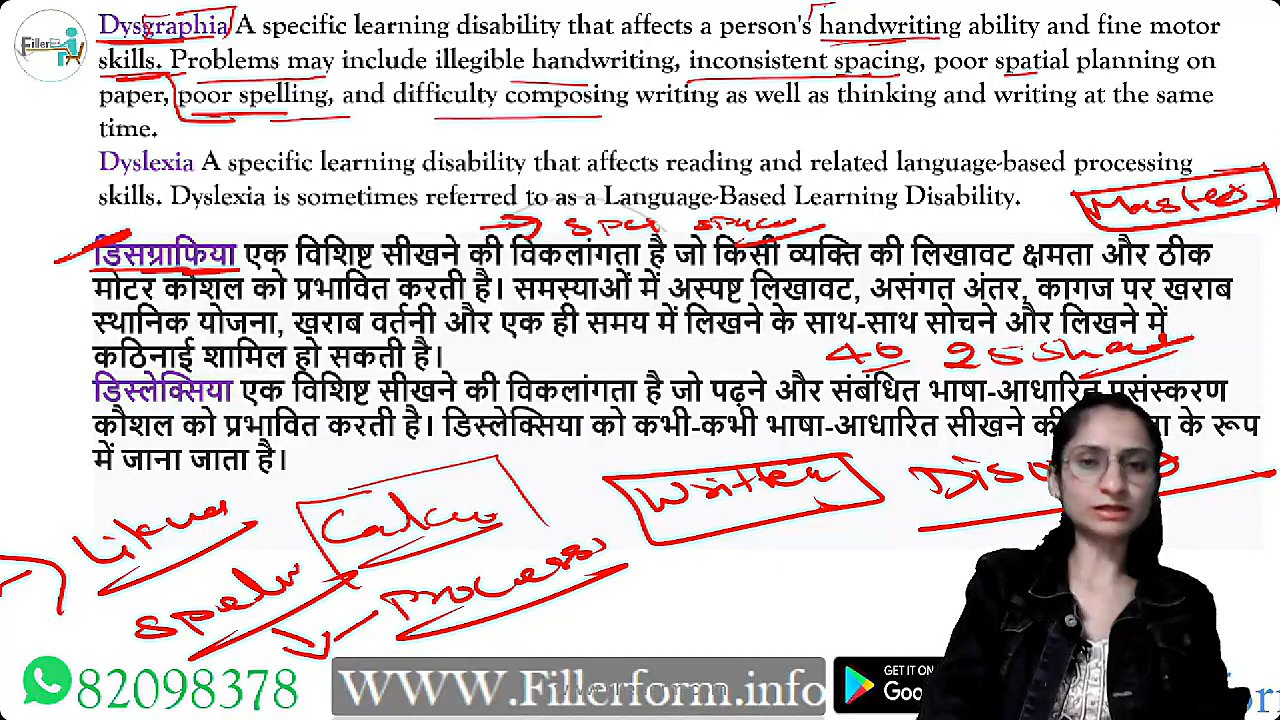 Filler
Dysgraphia A specific learning disability that affects a person's handwriting ability and fine motor
skills. Problems may include illegible handwriting, inconsistent spacing, poor spatial planning on
paper, poor spelling, and difficulty composing writing as well as thinking and writing at the same
time.
Dyslexia A specific learning disability that affects reading and related language-based processing
skills. Dyslexia is sometimes referred to as a Language-Based Learning Disability.
डिसग्राफिया एक विशिष्ट सीखने की विकलांगता है जो किसी व्यक्ति की लिखावट क्षमता और ठीक
मोटर कौशल को प्रभावित करती है। समस्याओं में अस्पष्ट लिखावट, असंगत अंतर, कागज पर खराब
स्थानिक योजना, खराब वर्तनी और एक ही समय में लिखने के साथ-साथ सोचने और लिखने में
कठिनाई शामिल हो सकती है।
40 25
डिस्लेक्सिया एक विशिष्ट सीखने की विकलांगता है जो पढ़ने और संबंधित भाषा-आधारित प्रसंस्करण
कौशल को प्रभावित करती है। डिस्लेक्सिया को कभी-कभी भाषा-आधारित सीखने की के रूप
में जाना जाता है।
Written
Process
82098378
WWW.Fillerform.info
GET IT ON